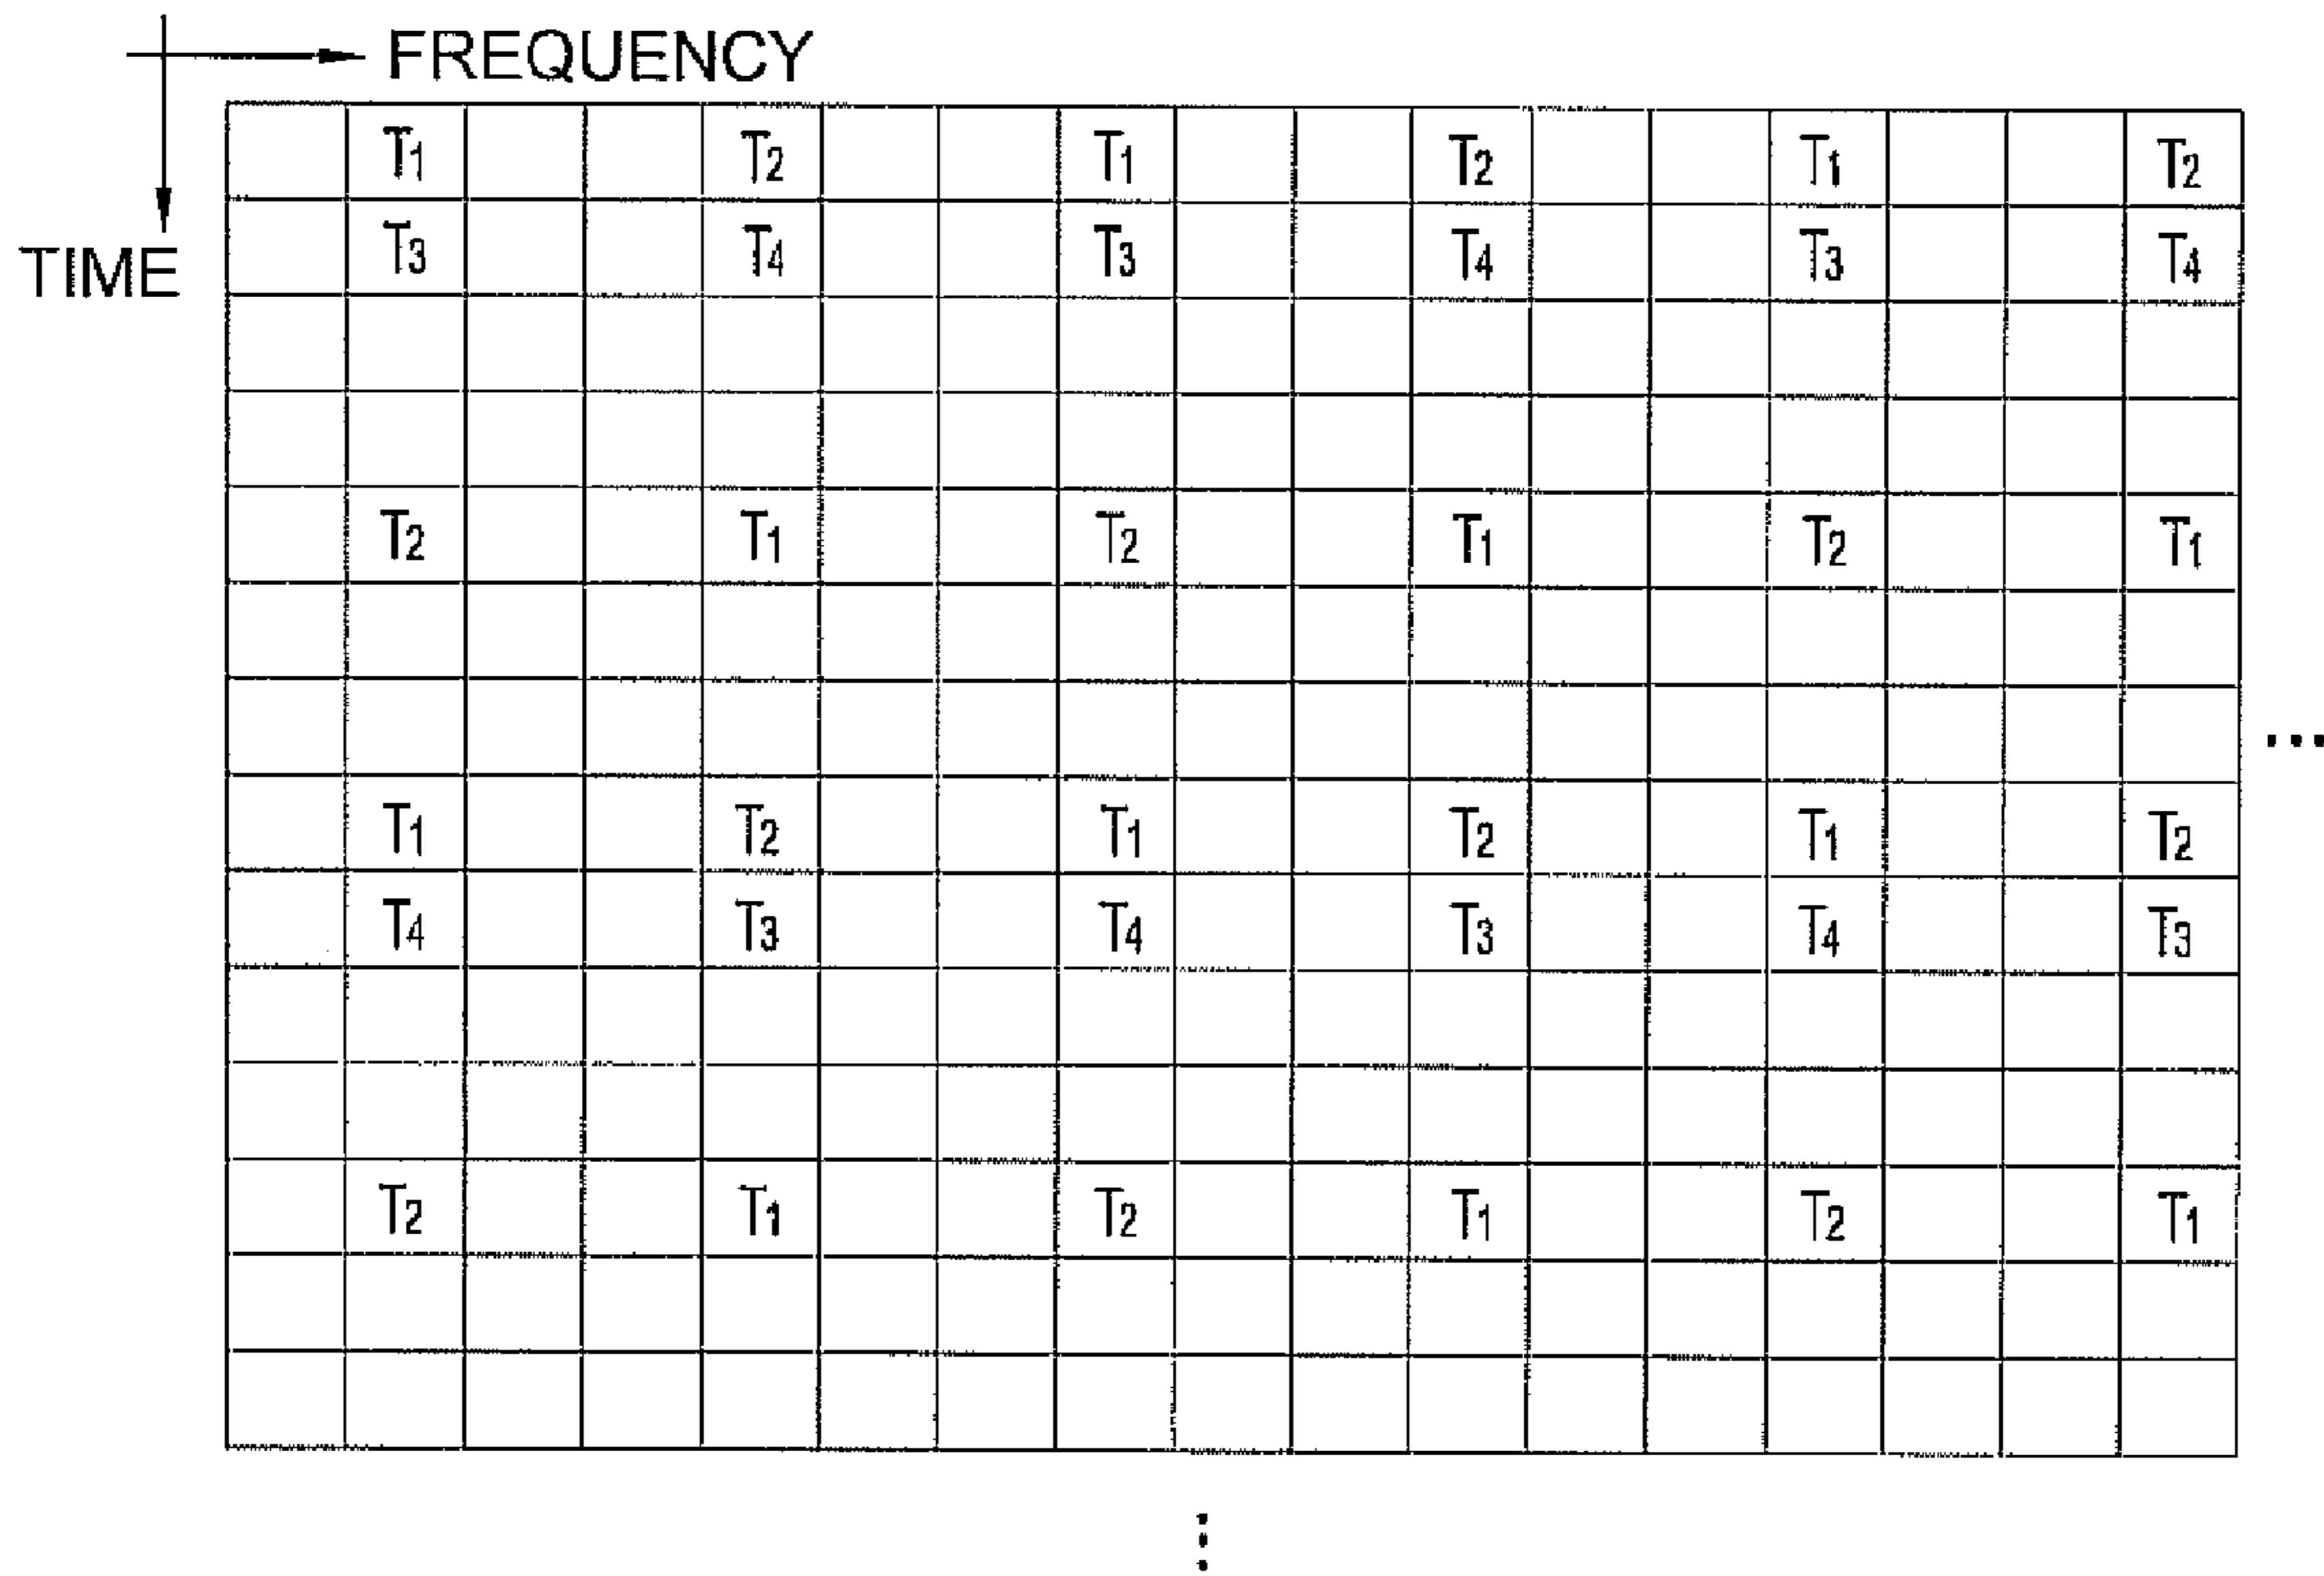 FREQUENCY
TIME
T1 T2 T1 T2 T1 T2
T3 T4 T3 T4 T3 T4
T2 T1 T2 T1 T2 T1
...
T1 T2 T1 T2 T1 T2
T4 T3 T4 T3 T4 T3
T2 T1 T2 T1 T2 T1
⋮